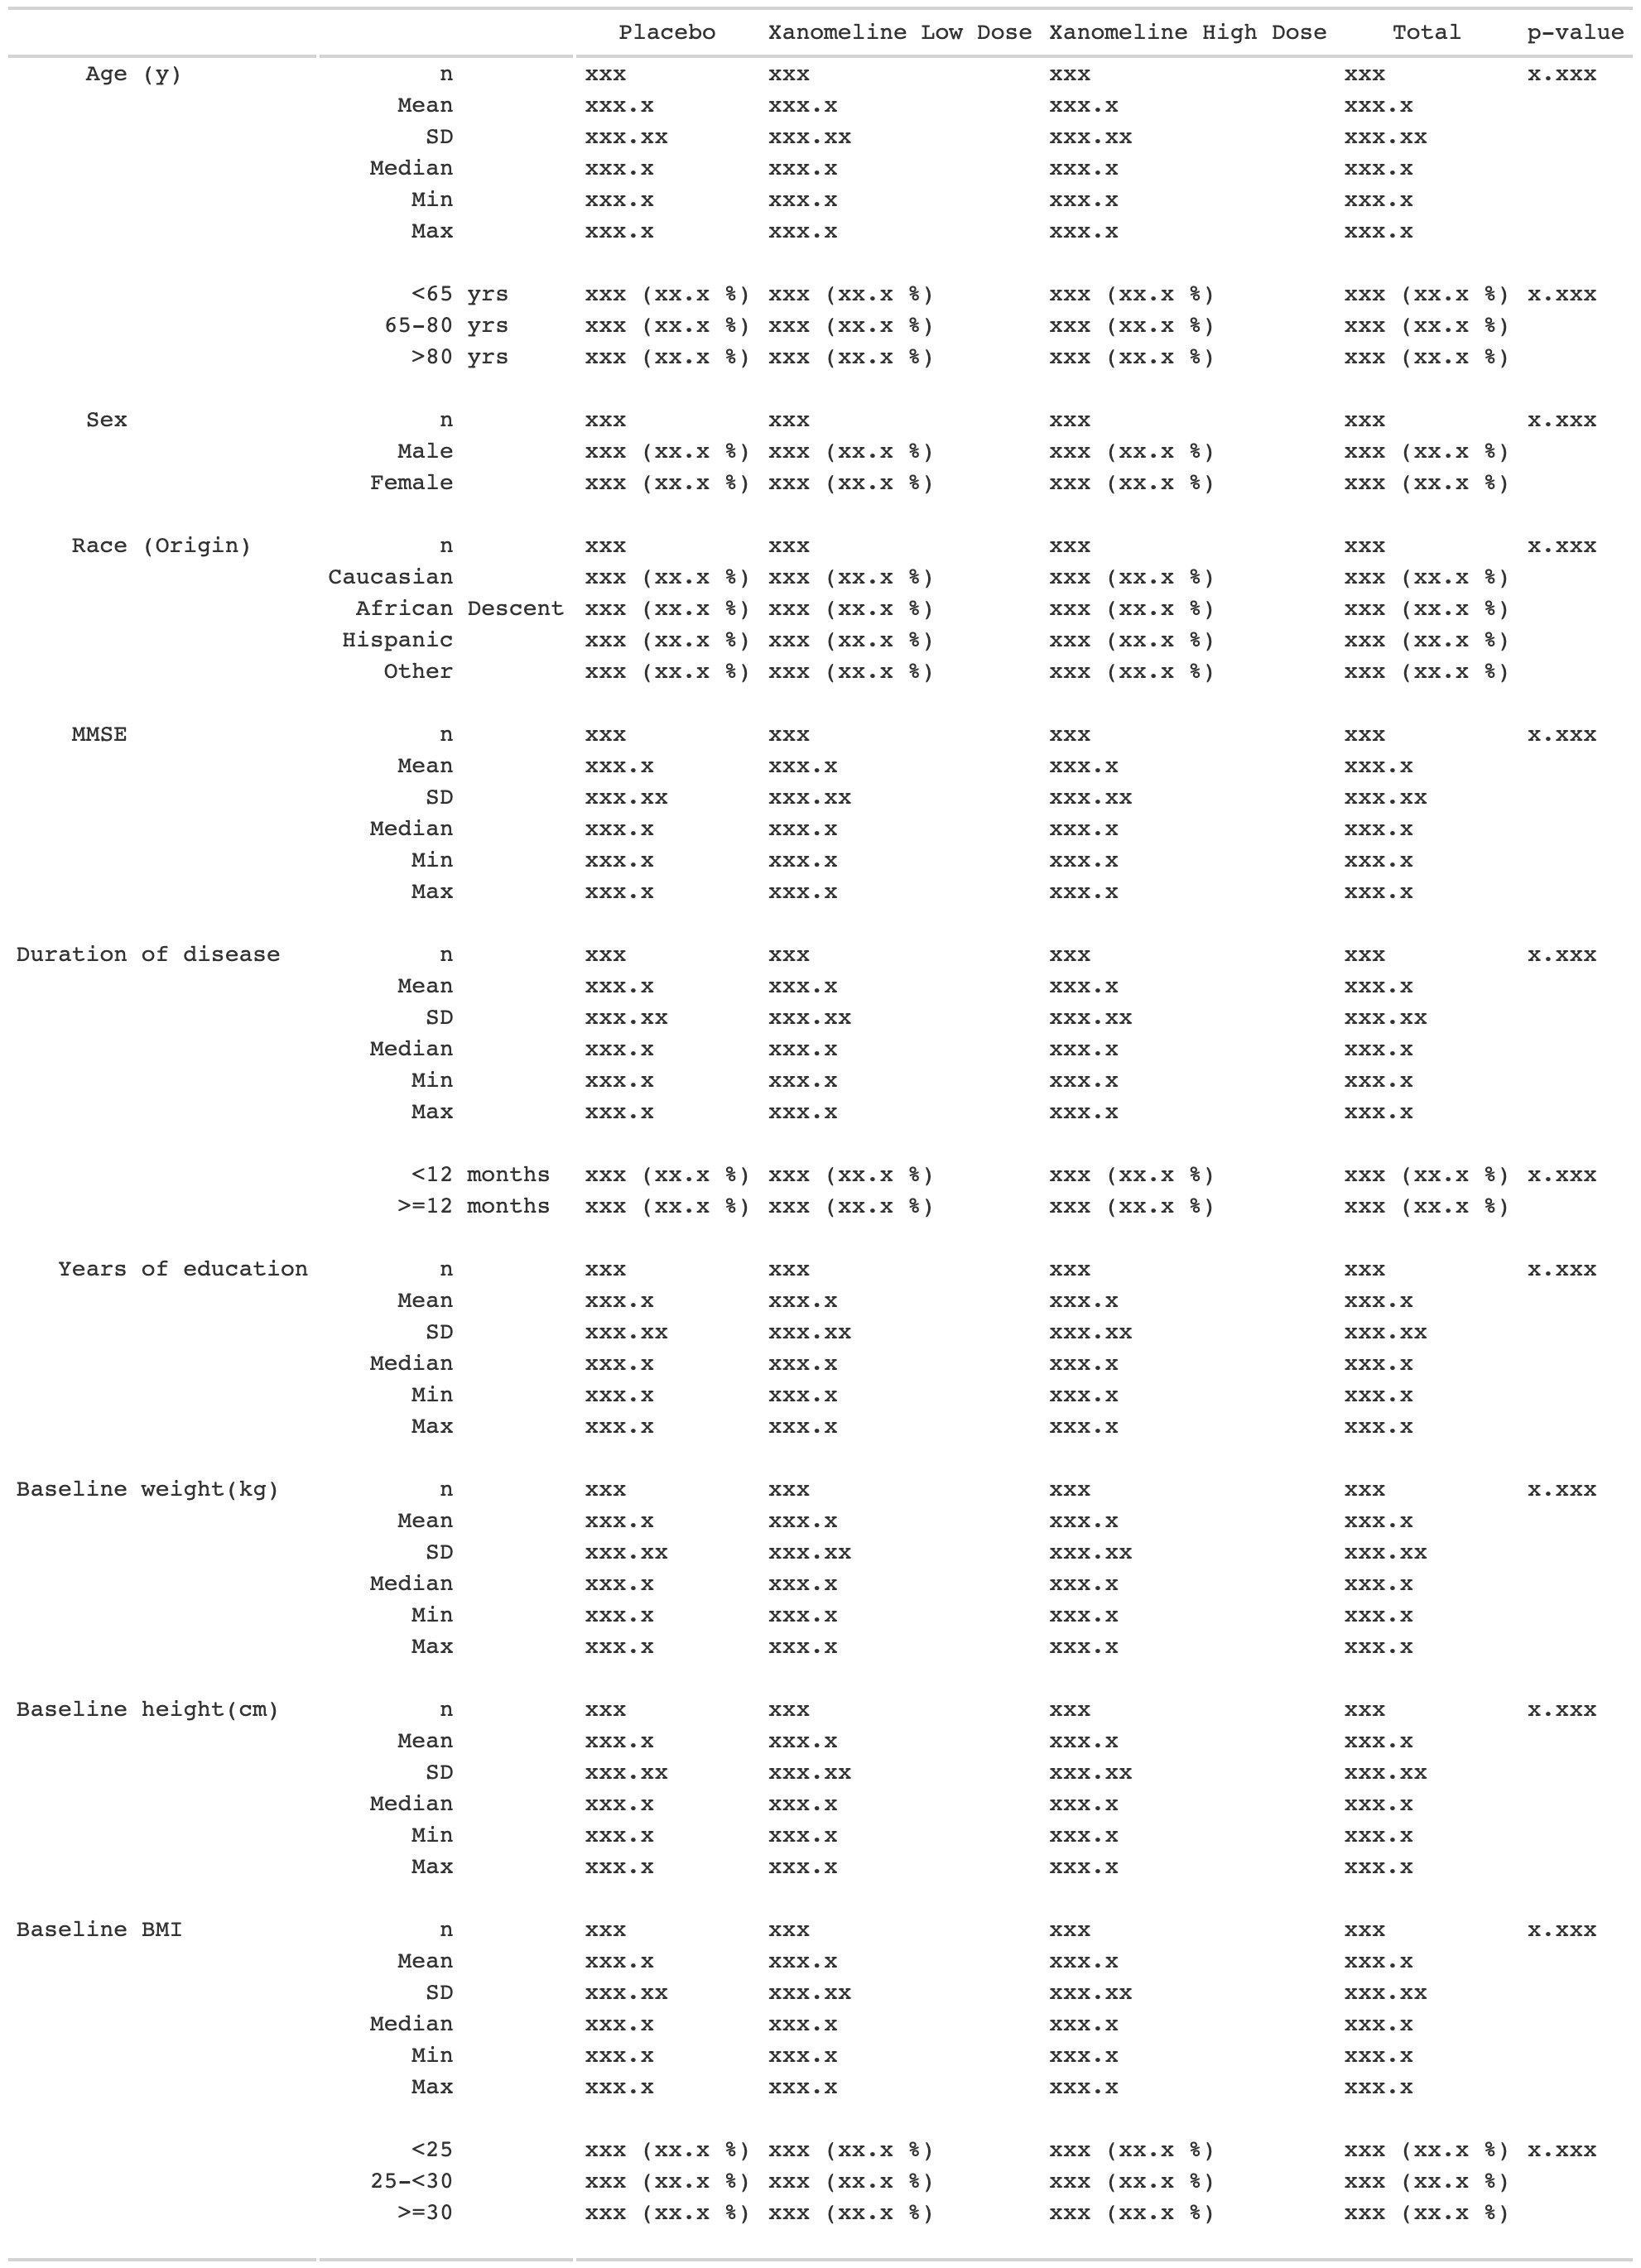 Placebo Xanomeline Low Dose Xanomeline High Dose Total p-value
Age (y) n xxx xxx xxx xxx x.xxx
Mean xxx.x xxx.x xxx.x xxx.x
SD xxx.xx xxx.xx xxx.xx xxx.xx
Median xxx.x xxx.x xxx.x xxx.x
Min xxx.x xxx.x xxx.x xxx.x
Max xxx.x xxx.x xxx.x xxx.x
<65 yrs xxx (xx.x %) xxx (xx.x %) xxx (xx.x %) xxx (xx.x %) x.xxx
65-80 yrs xxx (xx.x %) xxx (xx.x %) xxx (xx.x %) xxx (xx.x %)
>80 yrs xxx (xx.x %) xxx (xx.x %) xxx (xx.x %) xxx (xx.x %)
Sex n xxx xxx xxx xxx x.xxx
Male xxx (xx.x %) xxx (xx.x %) xxx (xx.x %) xxx (xx.x %)
Female xxx (xx.x %) xxx (xx.x %) xxx (xx.x %) xxx (xx.x %)
Race (Origin) n xxx xxx xxx xxx x.xxx
Caucasian xxx (xx.x %) xxx (xx.x %) xxx (xx.x %) xxx (xx.x %)
African Descent xxx (xx.x %) xxx (xx.x %) xxx (xx.x %) xxx (xx.x %)
Hispanic xxx (xx.x %) xxx (xx.x %) xxx (xx.x %) xxx (xx.x %)
Other xxx (xx.x %) xxx (xx.x %) xxx (xx.x %) xxx (xx.x %)
MMSE n xxx xxx xxx xxx x.xxx
Mean xxx.x xxx.x xxx.x xxx.x
SD xxx.xx xxx.xx xxx.xx xxx.xx
Median xxx.x xxx.x xxx.x xxx.x
Min xxx.x xxx.x xxx.x xxx.x
Max xxx.x xxx.x xxx.x xxx.x
Duration of disease n xxx xxx xxx xxx x.xxx
Mean xxx.x xxx.x xxx.x xxx.x
SD xxx.xx xxx.xx xxx.xx xxx.xx
Median xxx.x xxx.x xxx.x xxx.x
Min xxx.x xxx.x xxx.x xxx.x
Max xxx.x xxx.x xxx.x xxx.x
<12 months xxx (xx.x %) xxx (xx.x %) xxx (xx.x %) xxx (xx.x %) x.xxx
>=12 months xxx (xx.x %) xxx (xx.x %) xxx (xx.x %) xxx (xx.x %)
Years of education n xxx xxx xxx xxx x.xxx
Mean xxx.x xxx.x xxx.x xxx.x
SD xxx.xx xxx.xx xxx.xx xxx.xx
Median xxx.x xxx.x xxx.x xxx.x
Min xxx.x xxx.x xxx.x xxx.x
Max xxx.x xxx.x xxx.x xxx.x
Baseline weight(kg) n xxx xxx xxx xxx x.xxx
Mean xxx.x xxx.x xxx.x xxx.x
SD xxx.xx xxx.xx xxx.xx xxx.xx
Median xxx.x xxx.x xxx.x xxx.x
Min xxx.x xxx.x xxx.x xxx.x
Max xxx.x xxx.x xxx.x xxx.x
Baseline height(cm) n xxx xxx xxx xxx x.xxx
Mean xxx.x xxx.x xxx.x xxx.x
SD xxx.xx xxx.xx xxx.xx xxx.xx
Median xxx.x xxx.x xxx.x xxx.x
Min xxx.x xxx.x xxx.x xxx.x
Max xxx.x xxx.x xxx.x xxx.x
Baseline BMI n xxx xxx xxx xxx x.xxx
Mean xxx.x xxx.x xxx.x xxx.x
SD xxx.xx xxx.xx xxx.xx xxx.xx
Median xxx.x xxx.x xxx.x xxx.x
Min xxx.x xxx.x xxx.x xxx.x
Max xxx.x xxx.x xxx.x xxx.x
<25 xxx (xx.x %) xxx (xx.x %) xxx (xx.x %) xxx (xx.x %) x.xxx
25-<30 xxx (xx.x %) xxx (xx.x %) xxx (xx.x %) xxx (xx.x %)
>=30 xxx (xx.x %) xxx (xx.x %) xxx (xx.x %) xxx (xx.x %)